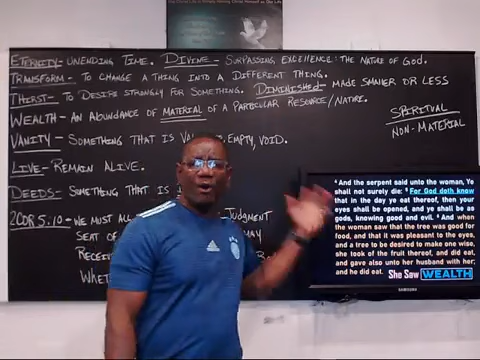 ETERNITY- UNENDING TIME. DIVINE- SURPASSING EXCELLENCE: THE NATURE OF GOD.
TRANSFORM- TO CHANGE A THING INTO A DIFFERENT THING.
THIRST- TO DESIRE STRONGLY FOR SOMETHING. DIMINISHED- MADE SMALLER OR LESS
WEALTH- AN ABUNDANCE OF MATERIAL OF A PARTICULAR RESOURCE/NATURE.
SPIRITUAL
NON-MATERIAL
VANITY- SOMETHING THAT IS EMPTY, VOID.
LIVE- REMAIN ALIVE.
DEEDS- SOMETHING THAT IS
2COR 5:10- WE MUST ALL JUDGMENT
SEAT OF MAY
⁴ And the serpent said unto the woman, Ye
shall not surely die: ⁵ For God doth know
that in the day ye eat thereof, then your
eyes shall be opened, and ye shall be as
gods, knowing good and evil. ⁶ And when
the woman saw that the tree was good for
food, and that it was pleasant to the eyes,
and a tree to be desired to make one wise,
she took of the fruit thereof, and did eat,
and gave also unto her husband with her;
and he did eat. She Saw WEALTH
SAMSUNG
adidas